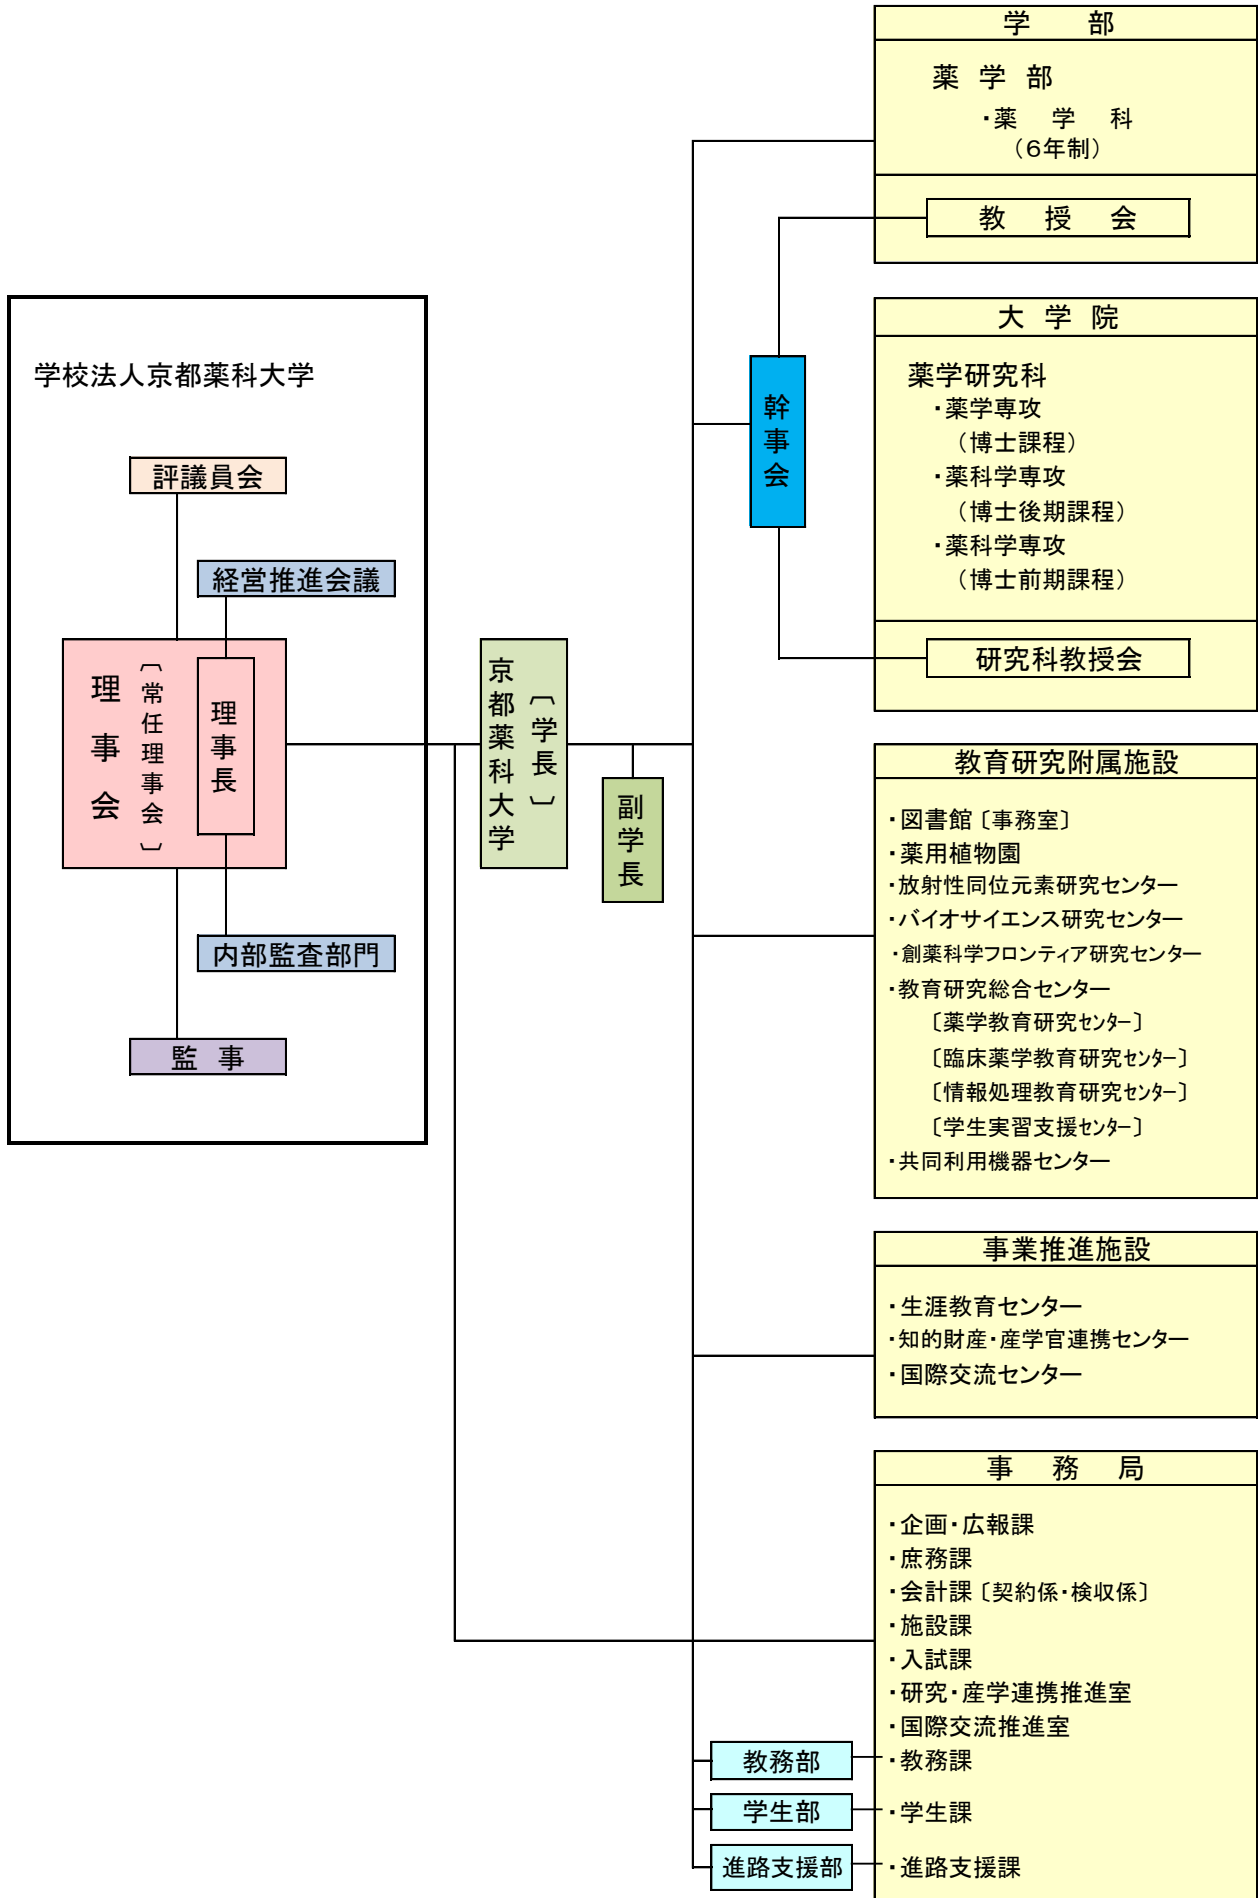 学校法人京都薬科大学
評議員会
経営推進会議
理事会
〔常任理事会〕
理事長
内部監査部門
監 事
京都薬科大学
〔学長〕
副学長
幹事会
学 部
薬 学 部
・薬 学 科
（６年制）
教 授 会
大 学 院
薬学研究科
・薬学専攻
（博士課程）
・薬科学専攻
（博士後期課程）
・薬科学専攻
（博士前期課程）
研究科教授会
教育研究附属施設
・図書館〔事務室〕
・薬用植物園
・放射性同位元素研究センター
・バイオサイエンス研究センター
・創薬科学フロンティア研究センター
・教育研究総合センター
〔薬学教育研究ｾﾝﾀｰ〕
〔臨床薬学教育研究ｾﾝﾀｰ〕
〔情報処理教育研究ｾﾝﾀｰ〕
〔学生実習支援ｾﾝﾀｰ〕
・共同利用機器センター
事業推進施設
・生涯教育センター
・知的財産・産学官連携センター
・国際交流センター
事 務 局
・企画・広報課
・庶務課
・会計課〔契約係・検収係〕
・施設課
・入試課
・研究・産学連携推進室
・国際交流推進室
教務部
・教務課
学生部
・学生課
進路支援部
・進路支援課